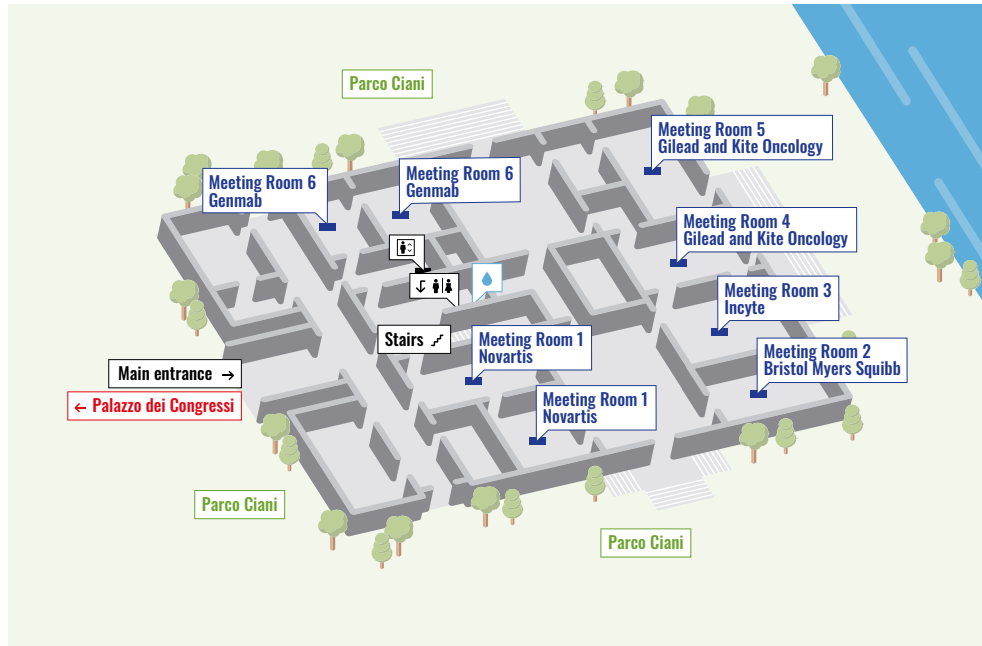 Parco Ciani
Meeting Room 5
Gilead and Kite Oncology
Meeting Room 6
Genmab
Meeting Room 6
Genmab
Meeting Room 4
Gilead and Kite Oncology
Meeting Room 3
Incyte
Stairs
Meeting Room 1
Novartis
Meeting Room 2
Bristol Myers Squibb
Main entrance →
← Palazzo dei Congressi
Meeting Room 1
Novartis
Parco Ciani
Parco Ciani